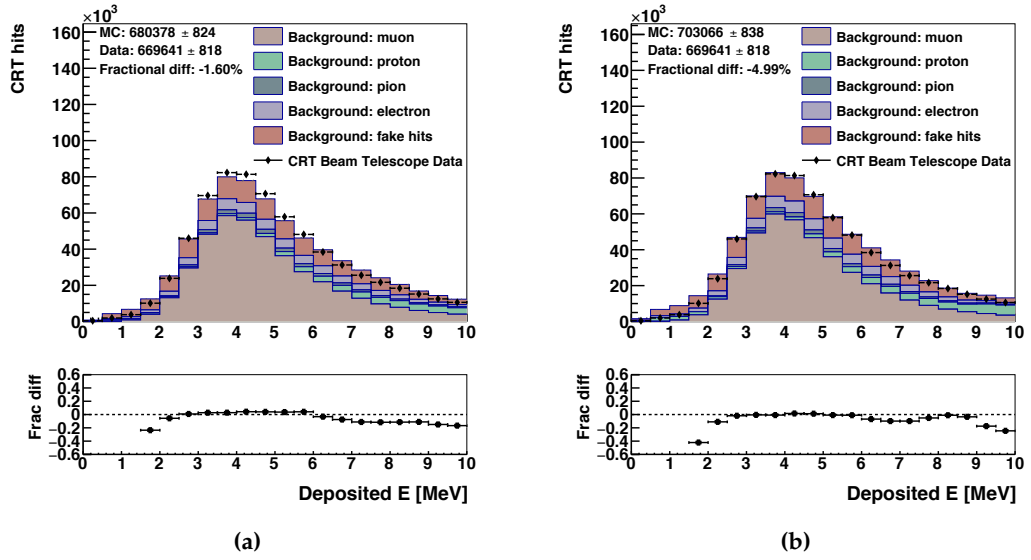 ×10³
CRT hits
160
140
120
100
80
60
40
20
0
MC: 680378 ± 824
Data: 669641 ± 818
Fractional diff: -1.60%
Background: muon
Background: proton
Background: pion
Background: electron
Background: fake hits
CRT Beam Telescope Data
0 1 2 3 4 5 6 7 8 9 10
Frac diff
0.6
0.4
0.2
0
−0.2
−0.4
−0.6
0 1 2 3 4 5 6 7 8 9 10
Deposited E [MeV]
(a)
×10³
CRT hits
160
140
120
100
80
60
40
20
0
MC: 703066 ± 838
Data: 669641 ± 818
Fractional diff: -4.99%
Background: muon
Background: proton
Background: pion
Background: electron
Background: fake hits
CRT Beam Telescope Data
0 1 2 3 4 5 6 7 8 9 10
Frac diff
0.6
0.4
0.2
0
−0.2
−0.4
−0.6
0 1 2 3 4 5 6 7 8 9 10
Deposited E [MeV]
(b)